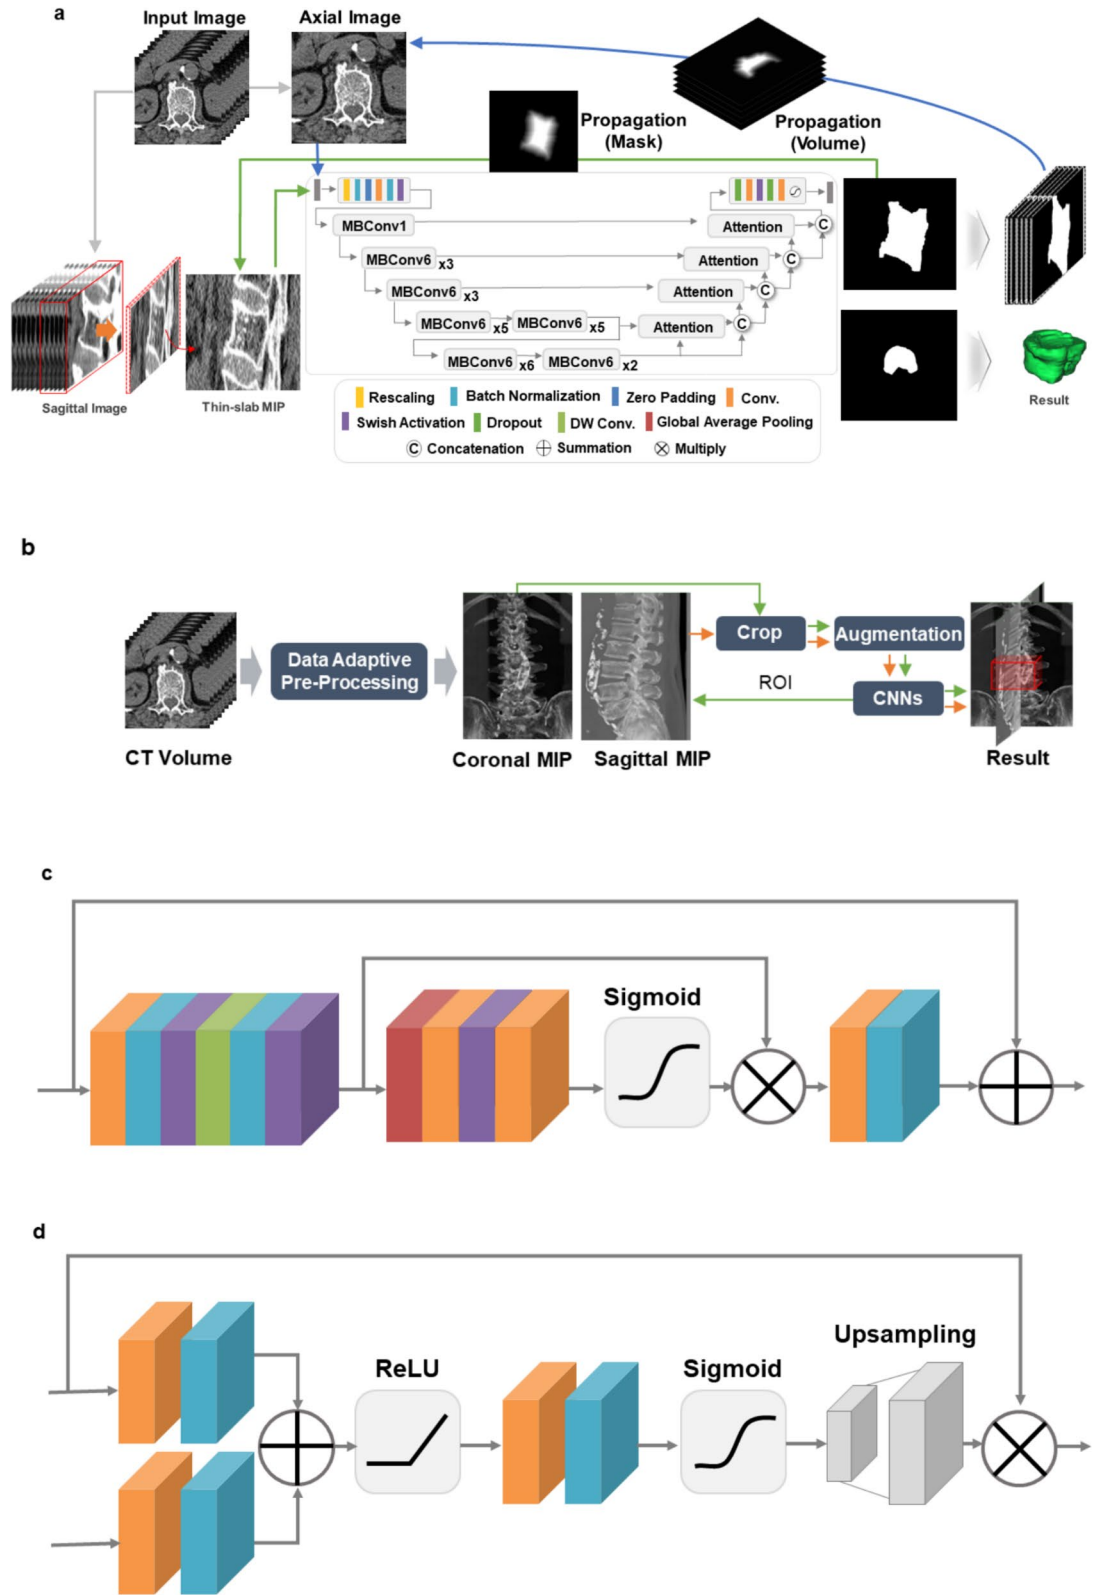 a
Input Image
Axial Image
Propagation
(Mask)
Propagation
(Volume)
MBConv1
Attention
C
MBConv6 x3
Attention
C
MBConv6 x3
Attention
C
MBConv6 x5 MBConv6 x5
Attention
C
MBConv6 x6 MBConv6 x2
Sagittal Image
Thin-slab MIP
Result
Rescaling
Batch Normalization
Zero Padding
Conv.
Swish Activation
Dropout
DW Conv.
Global Average Pooling
C Concatenation
Summation
Multiply
b
Data Adaptive
Pre-Processing
Crop
Augmentation
ROI
CNNs
CT Volume
Coronal MIP
Sagittal MIP
Result
c
Sigmoid
d
ReLU
Sigmoid
Upsampling